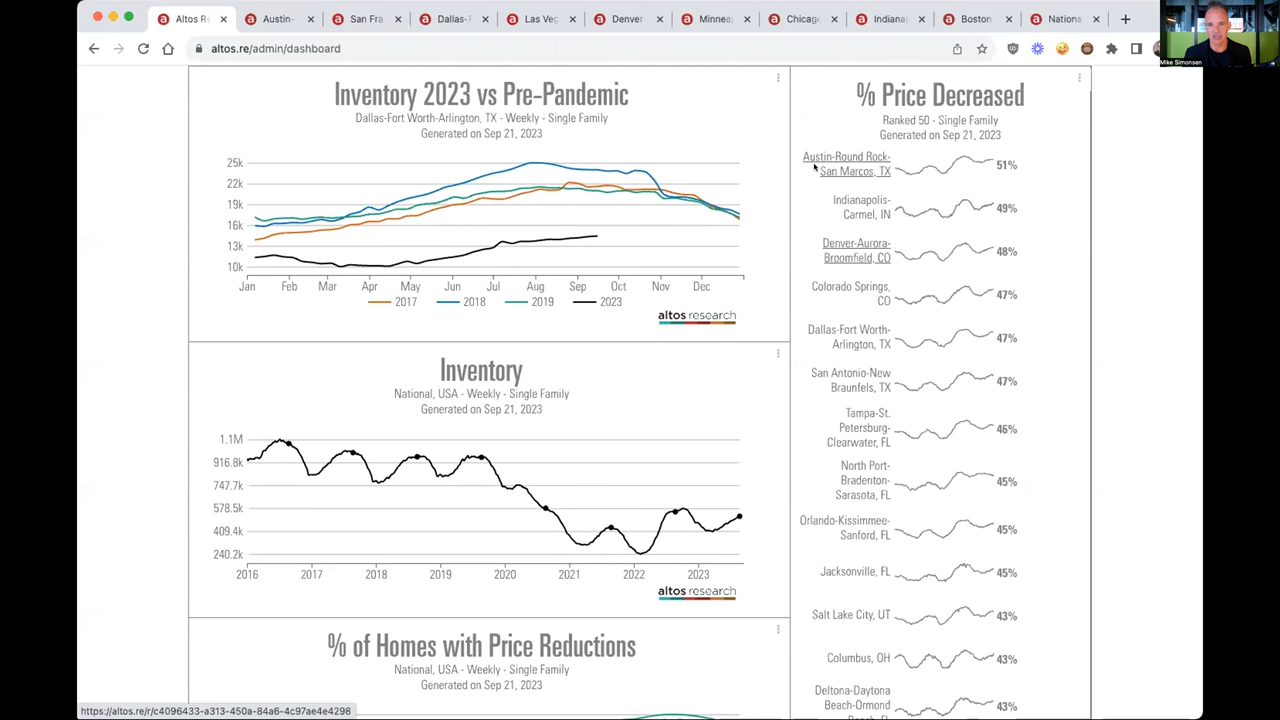 Altos R
Austin-
San Fra
Dallas-F
Las Veg
Denver
Minnea
Chicag
Indiana
Boston
Nationa
altos.re/admin/dashboard
Mike Simonsen
Inventory 2023 vs Pre-Pandemic
Dallas-Fort Worth-Arlington, TX - Weekly - Single Family
Generated on Sep 21, 2023
25k
22k
19k
16k
13k
10k
Jan Feb Mar Apr May Jun Jul Aug Sep Oct Nov Dec
2017 2018 2019 2023
altos research
Inventory
National, USA - Weekly - Single Family
Generated on Sep 21, 2023
1.1M
916.8k
747.7k
578.5k
409.4k
240.2k
2016 2017 2018 2019 2020 2021 2022 2023
altos research
% of Homes with Price Reductions
National, USA - Weekly - Single Family
Generated on Sep 21, 2023
% Price Decreased
Ranked 50 - Single Family
Generated on Sep 21, 2023
Austin-Round Rock-
San Marcos, TX
51%
Indianapolis-
Carmel, IN
49%
Denver-Aurora-
Broomfield, CO
48%
Colorado Springs,
CO
47%
Dallas-Fort Worth-
Arlington, TX
47%
San Antonio-New
Braunfels, TX
47%
Tampa-St.
Petersburg-
Clearwater, FL
46%
North Port-
Bradenton-
Sarasota, FL
45%
Orlando-Kissimmee-
Sanford, FL
45%
Jacksonville, FL
45%
Salt Lake City, UT
43%
Columbus, OH
43%
Deltona-Daytona
Beach-Ormond
43%
https://altos.re/r/c4096433-a313-450a-84a6-4c97ae4e4298